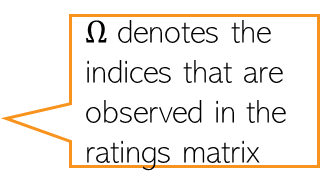 Ω denotes the
indices that are
observed in the
ratings matrix